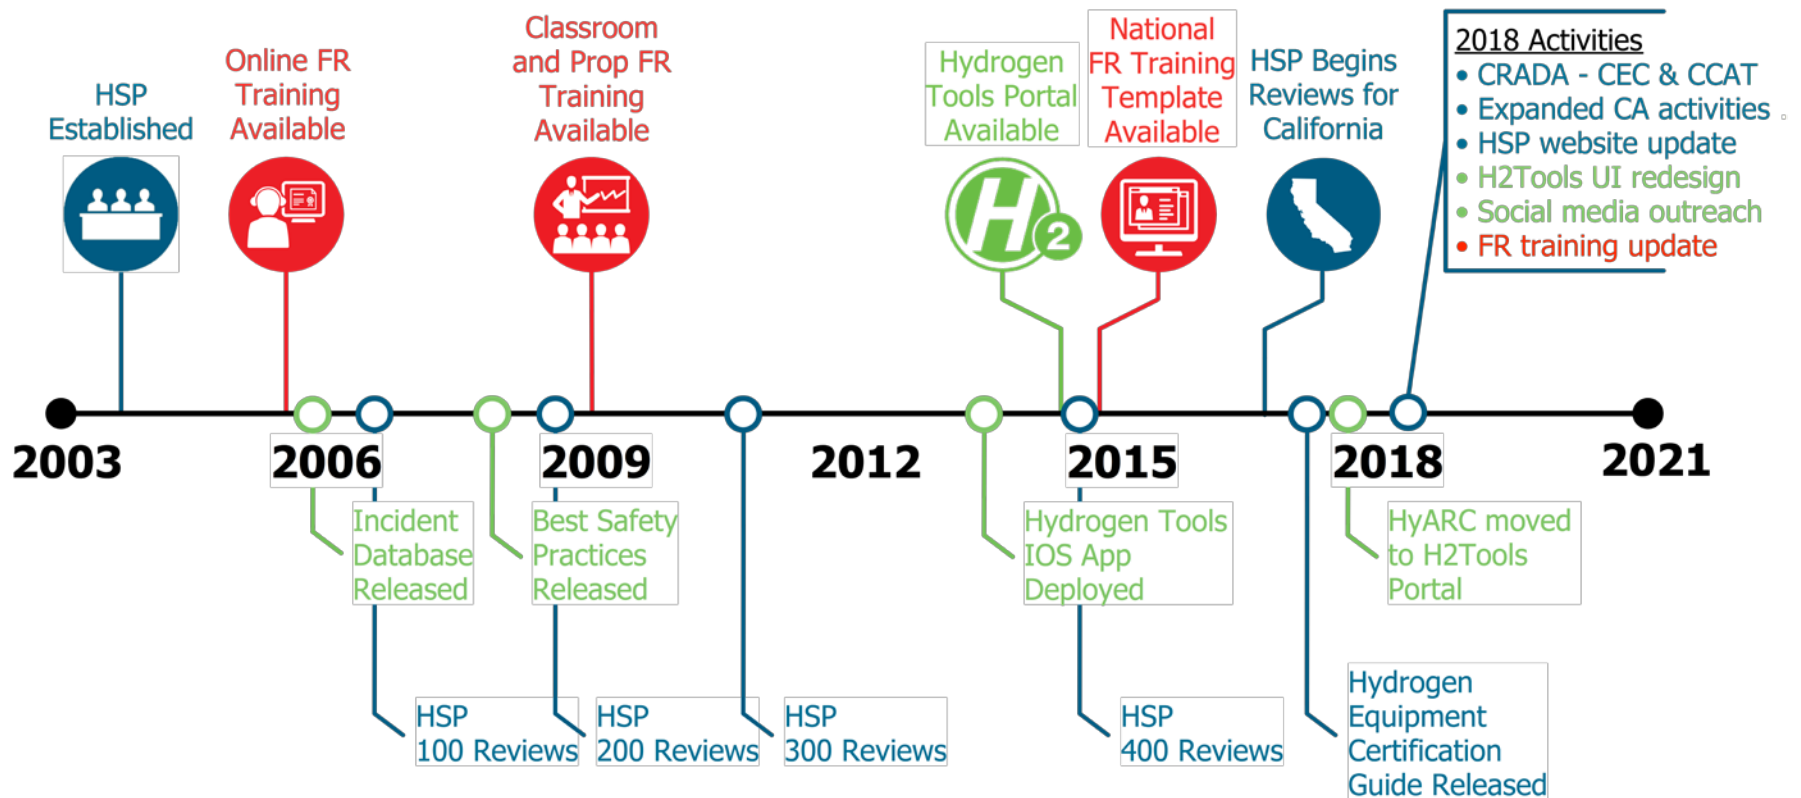 HSP
Established
Online FR
Training
Available
Classroom
and Prop FR
Training
Available
Hydrogen
Tools Portal
Available
National
FR Training
Template
Available
HSP Begins
Reviews for
California
2018 Activities
• CRADA - CEC & CCAT
• Expanded CA activities
• HSP website update
• H2Tools UI redesign
• Social media outreach
• FR training update
H2
2003
2006
2009
2012
2015
2018
2021
Incident
Database
Released
Best Safety
Practices
Released
Hydrogen Tools
IOS App
Deployed
HyARC moved
to H2Tools
Portal
HSP
100 Reviews
HSP
200 Reviews
HSP
300 Reviews
HSP
400 Reviews
Hydrogen
Equipment
Certification
Guide Released